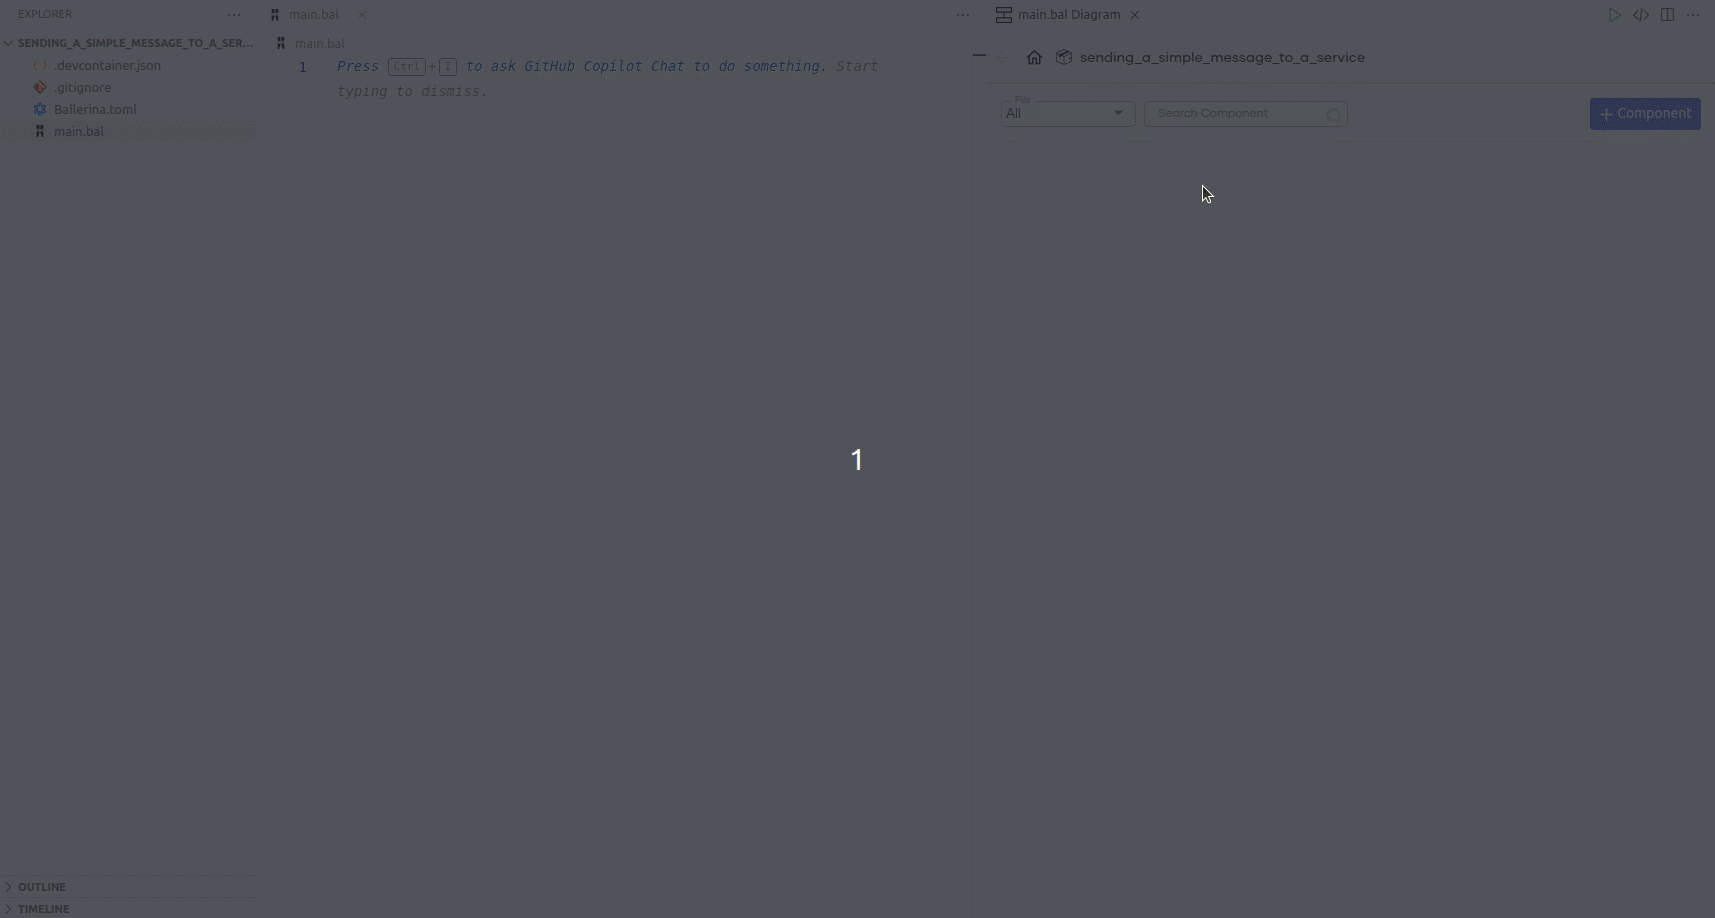 EXPLORER
SENDING_A_SIMPLE_MESSAGE_TO_A_SER...
.devcontainer.json
.gitignore
Ballerina.toml
main.bal
OUTLINE
TIMELINE
main.bal
main.bal
1
Press Ctrl+I to ask GitHub Copilot Chat to do something. Start
typing to dismiss.
1
main.bal Diagram
sending_a_simple_message_to_a_service
File
All
Search Component
+ Component